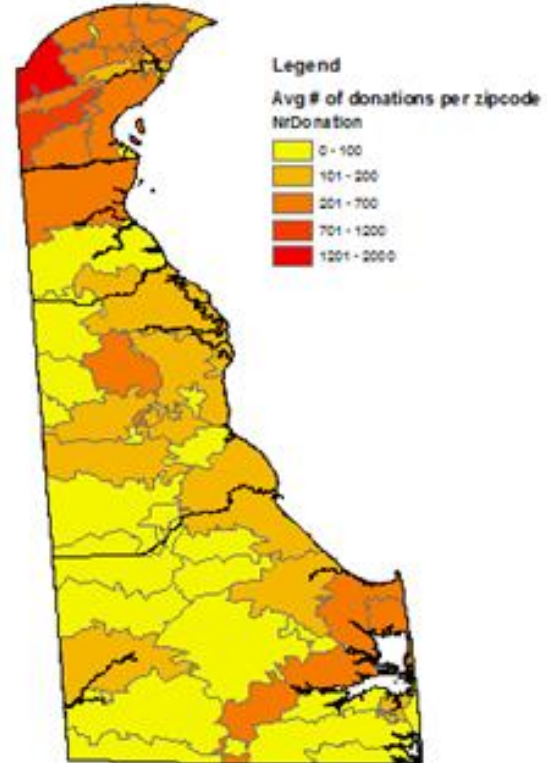 Legend
Avg # of donations per zipcode
NrDonation
0 - 100
101 - 200
201 - 700
701 - 1200
1201 - 2000